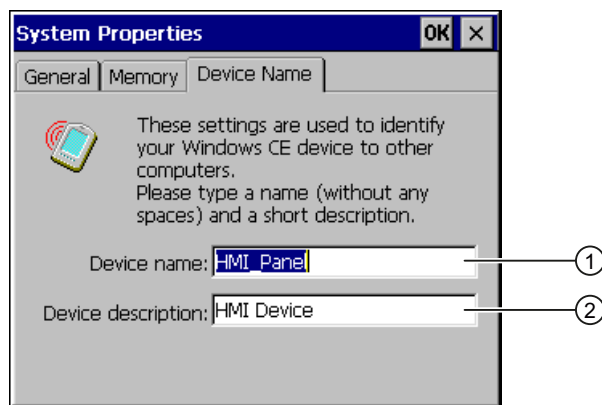 System Properties OK ×
General Memory Device Name
These settings are used to identify
your Windows CE device to other
computers.
Please type a name (without any
spaces) and a short description.
Device name: HMI_Panel 1
Device description: HMI Device 2